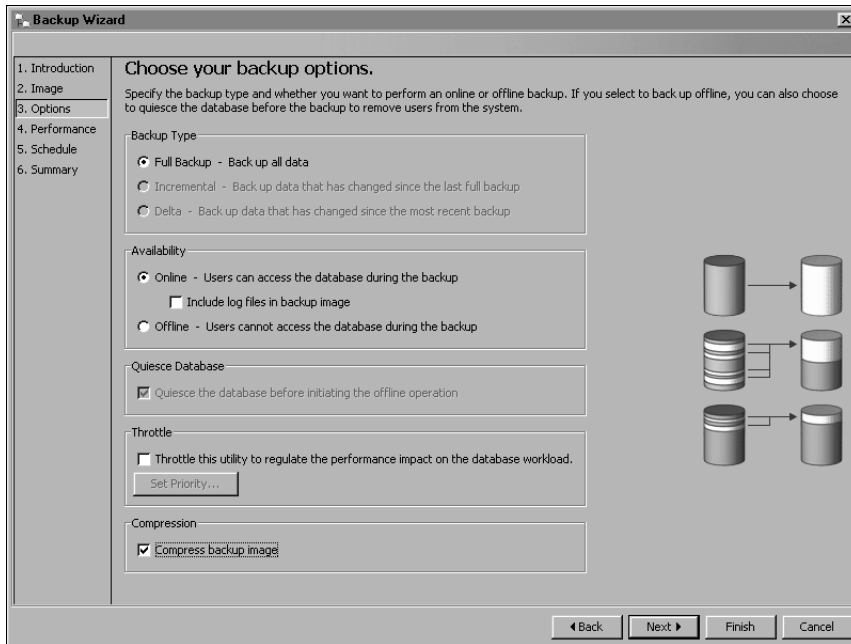 Backup Wizard
1. Introduction
2. Image
3. Options
4. Performance
5. Schedule
6. Summary
Choose your backup options.
Specify the backup type and whether you want to perform an online or offline backup. If you select to back up offline, you can also choose
to quiesce the database before the backup to remove users from the system.
Backup Type
Full Backup - Back up all data
Incremental - Back up data that has changed since the last full backup
Delta - Back up data that has changed since the most recent backup
Availability
Online - Users can access the database during the backup
Include log files in backup image
Offline - Users cannot access the database during the backup
Quiesce Database
Quiesce the database before initiating the offline operation
Throttle
Throttle this utility to regulate the performance impact on the database workload.
Set Priority...
Compression
Compress backup image
Back
Next
Finish
Cancel